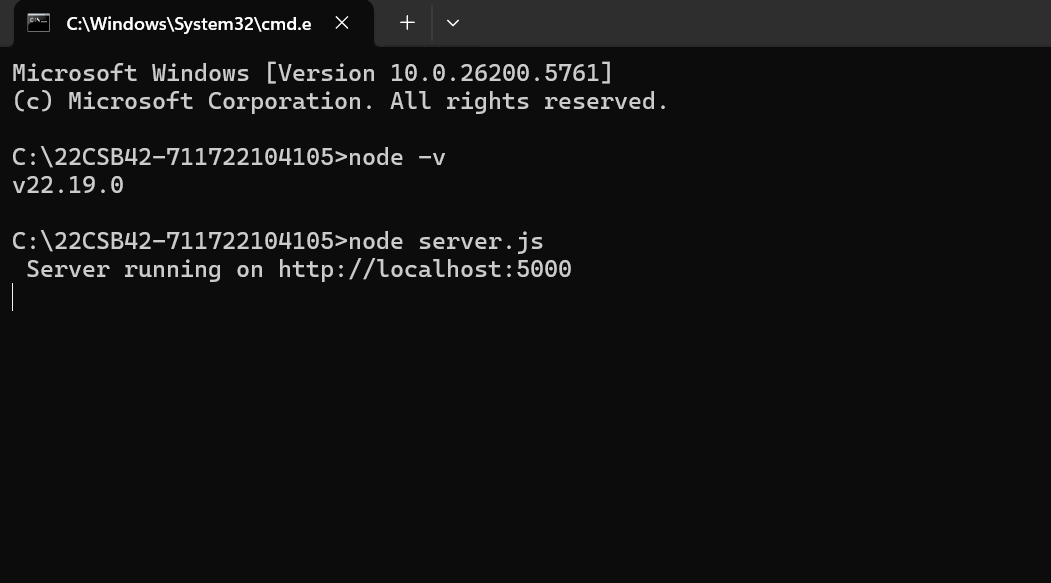 C:\Windows\System32\cmd.e
Microsoft Windows [Version 10.0.26200.5761]
(c) Microsoft Corporation. All rights reserved.
C:\22CSB42-711722104105>node -v
v22.19.0
C:\22CSB42-711722104105>node server.js
Server running on http://localhost:5000